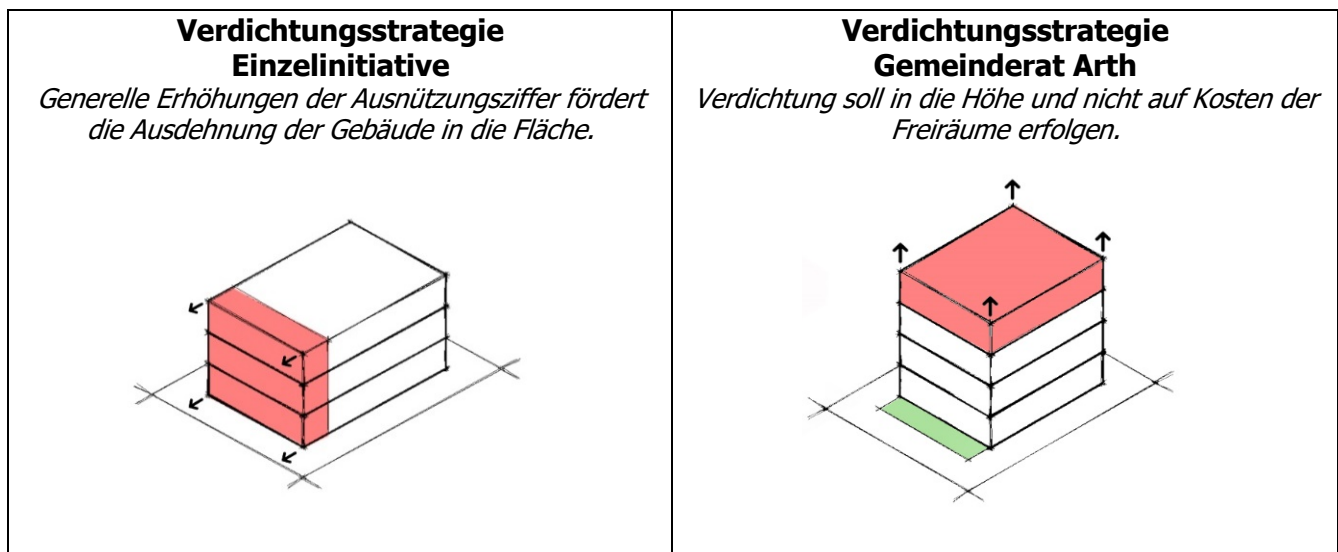 Verdichtungsstrategie
Einzelinitiative
Generelle Erhöhungen der Ausnützungsziffer fördert
die Ausdehnung der Gebäude in die Fläche.
Verdichtungsstrategie
Gemeinderat Arth
Verdichtung soll in die Höhe und nicht auf Kosten der
Freiräume erfolgen.